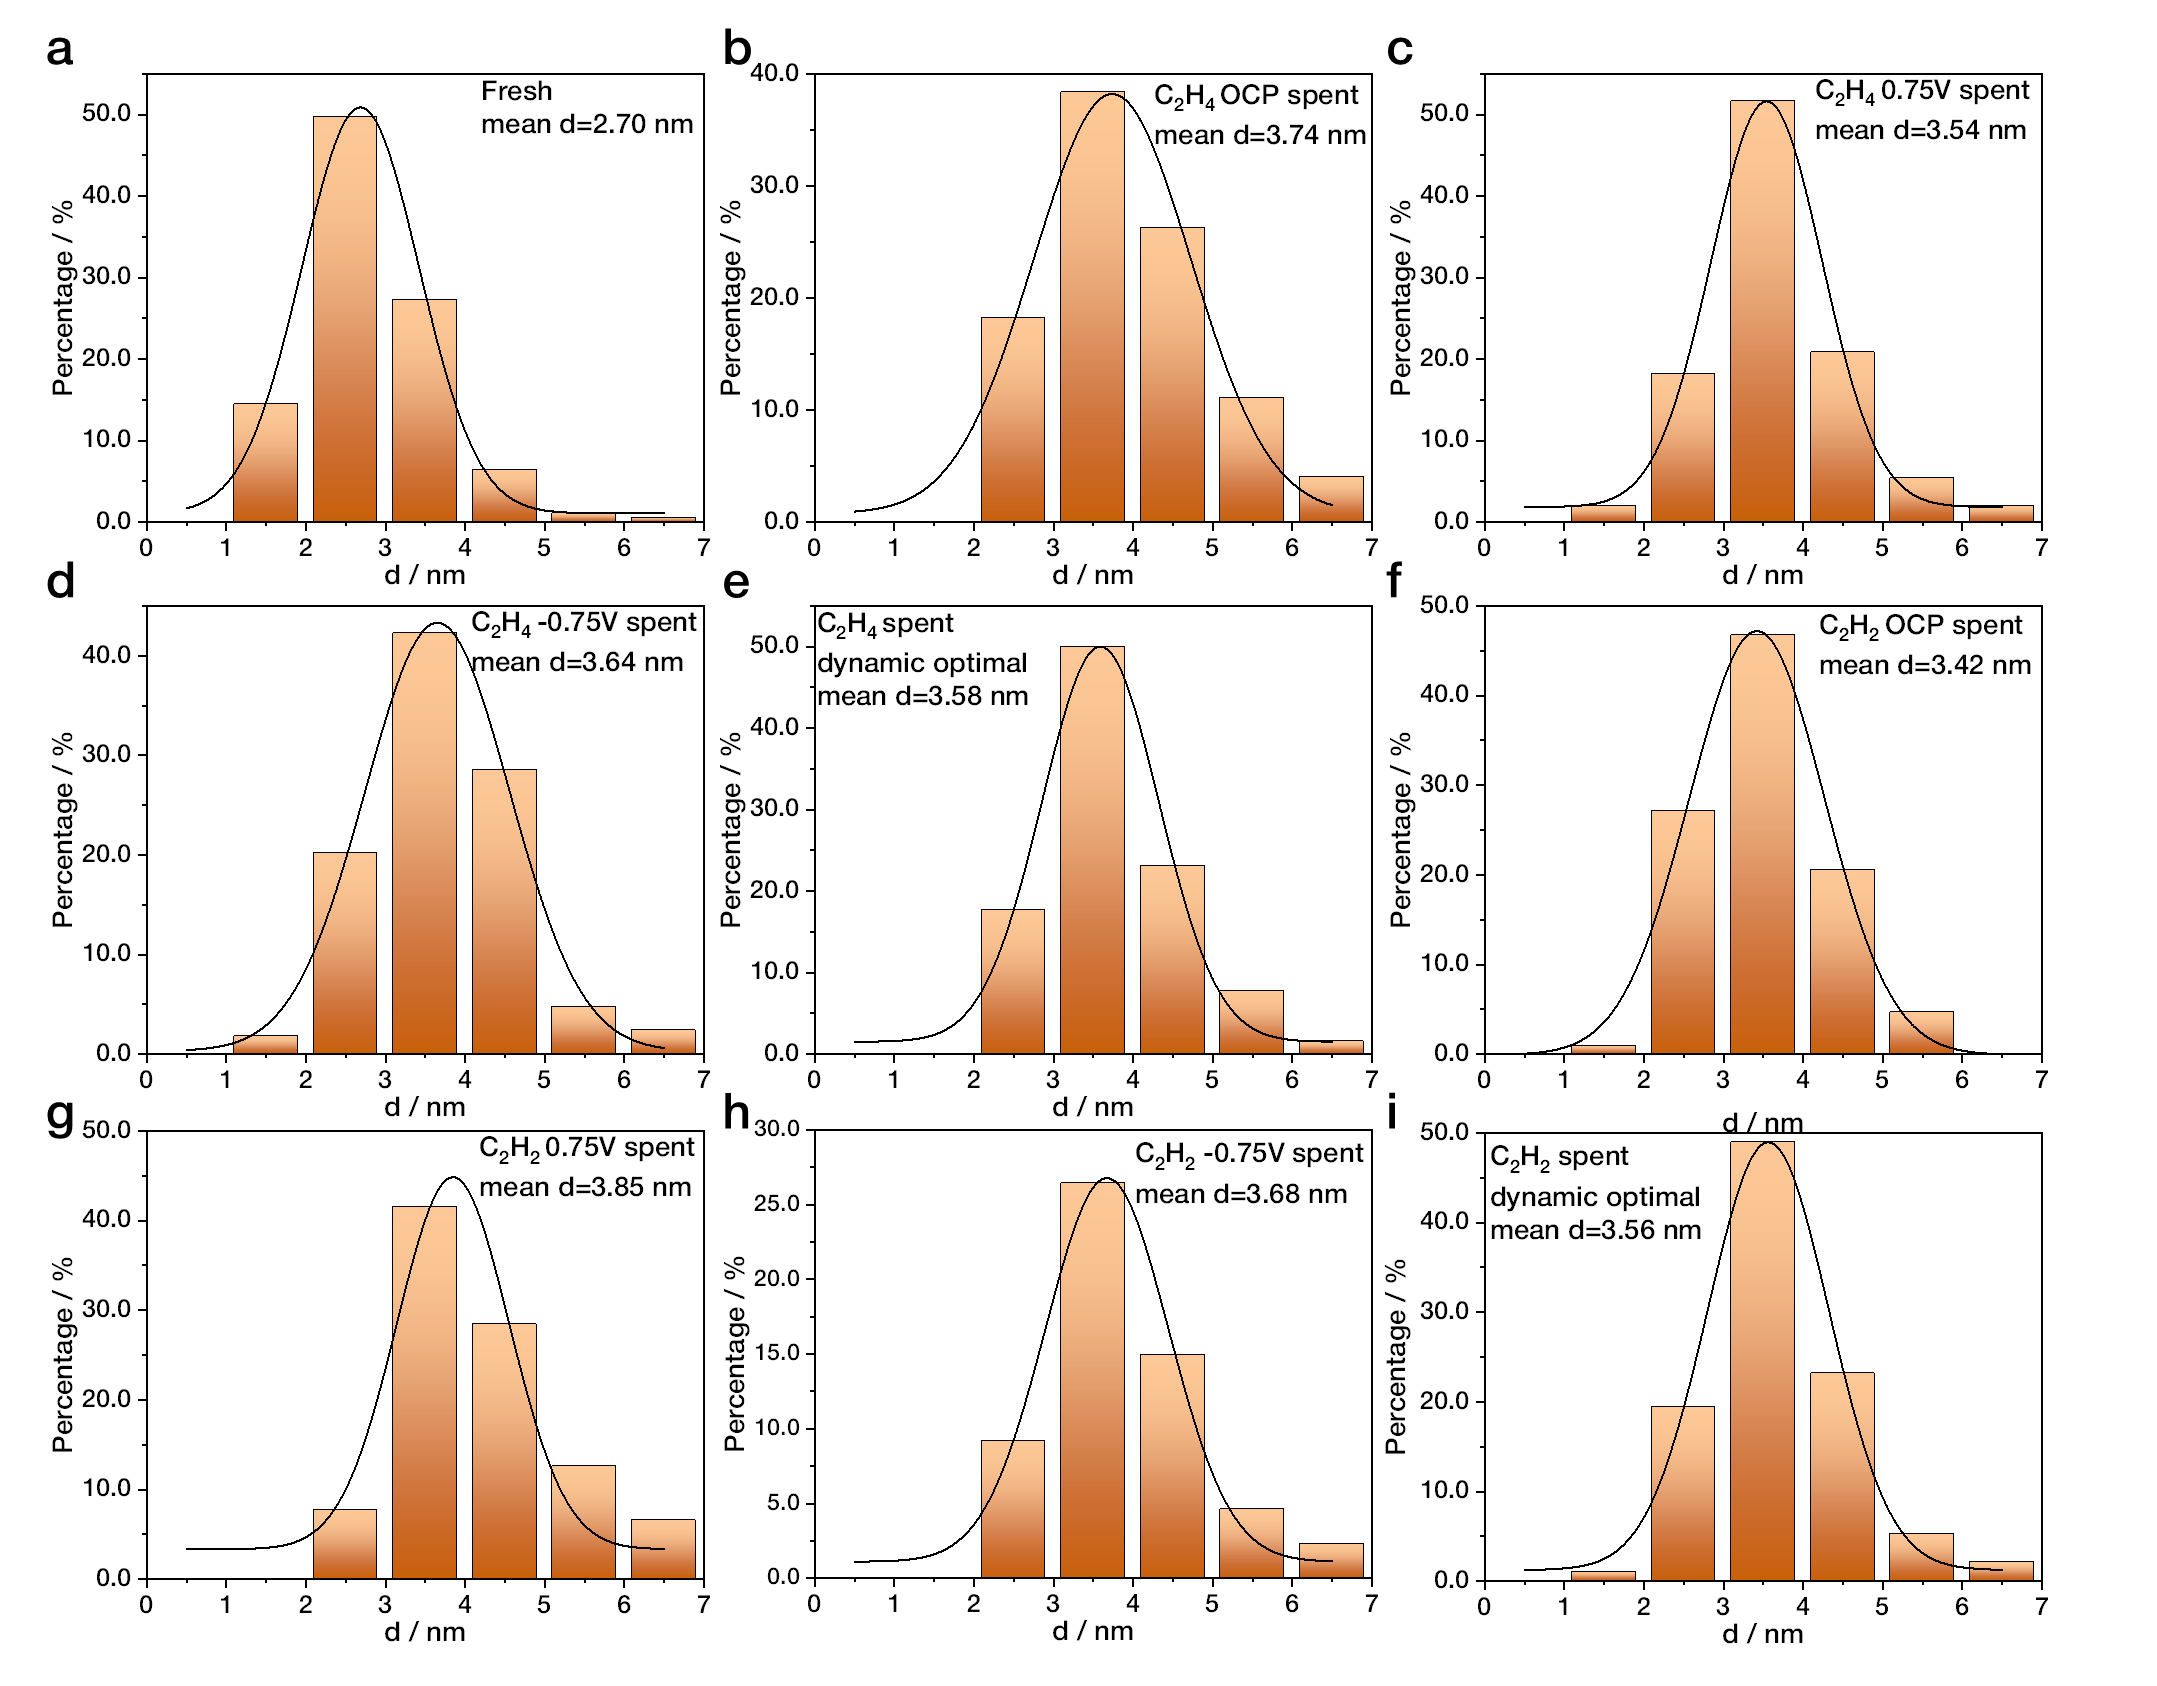 a
Fresh
mean d=2.70 nm
50.0
40.0
30.0
20.0
10.0
0.0
Percentage / %
0 1 2 3 4 5 6 7
d / nm
b
C₂H₄ OCP spent
mean d=3.74 nm
40.0
30.0
20.0
10.0
0.0
Percentage / %
0 1 2 3 4 5 6 7
d / nm
c
C₂H₄ 0.75V spent
mean d=3.54 nm
50.0
40.0
30.0
20.0
10.0
0.0
Percentage / %
0 1 2 3 4 5 6 7
d / nm
d
C₂H₄ -0.75V spent
mean d=3.64 nm
40.0
30.0
20.0
10.0
0.0
Percentage / %
0 1 2 3 4 5 6 7
d / nm
e
C₂H₄ spent
dynamic optimal
mean d=3.58 nm
50.0
40.0
30.0
20.0
10.0
0.0
Percentage / %
0 1 2 3 4 5 6 7
d / nm
f
C₂H₂ OCP spent
mean d=3.42 nm
50.0
40.0
30.0
20.0
10.0
0.0
Percentage / %
0 1 2 3 4 5 6 7
d / nm
g
C₂H₂ 0.75V spent
mean d=3.85 nm
50.0
40.0
30.0
20.0
10.0
0.0
Percentage / %
0 1 2 3 4 5 6 7
d / nm
h
C₂H₂ -0.75V spent
mean d=3.68 nm
30.0
25.0
20.0
15.0
10.0
5.0
0.0
Percentage / %
0 1 2 3 4 5 6 7
d / nm
i
C₂H₂ spent
dynamic optimal
mean d=3.56 nm
50.0
40.0
30.0
20.0
10.0
0.0
Percentage / %
0 1 2 3 4 5 6 7
d / nm